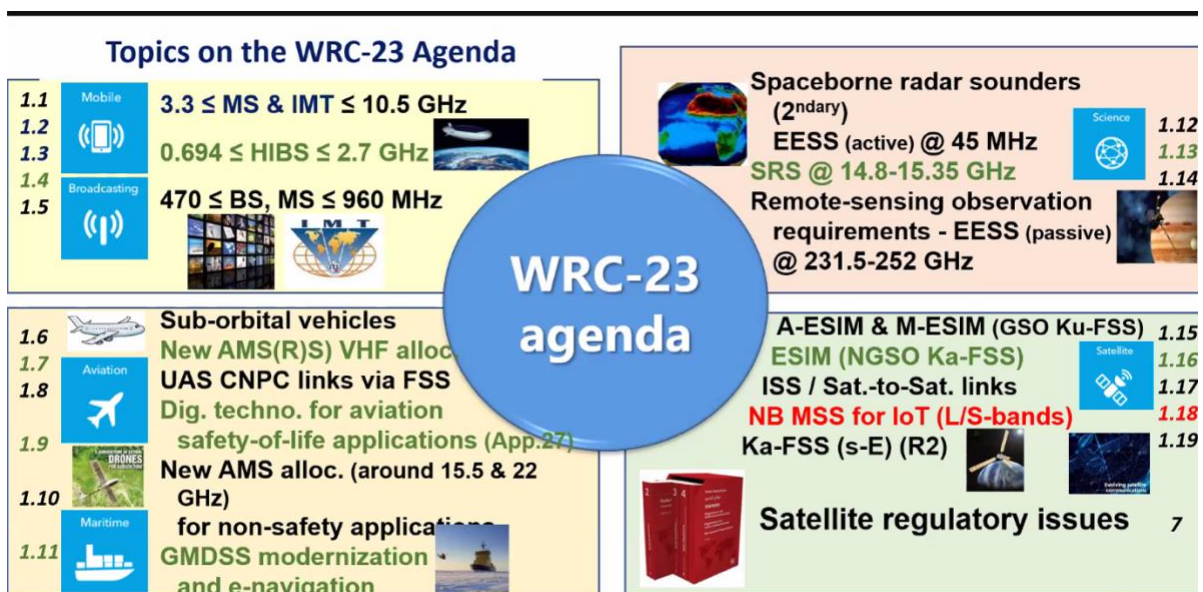 Topics on the WRC-23 Agenda
1.1
1.2
1.3
1.4
1.5
Mobile
Broadcasting
3.3 ≤ MS & IMT ≤ 10.5 GHz
0.694 ≤ HIBS ≤ 2.7 GHz
470 ≤ BS, MS ≤ 960 MHz
I M T
Spaceborne radar sounders
(2ndary)
EESS (active) @ 45 MHz
SRS @ 14.8-15.35 GHz
Remote-sensing observation
requirements - EESS (passive)
@ 231.5-252 GHz
Science
1.12
1.13
1.14
WRC-23
agenda
1.6
1.7
1.8
1.9
1.10
1.11
Aviation
DRONES
Maritime
Sub-orbital vehicles
New AMS(R)S) VHF alloc.
UAS CNPC links via FSS
Dig. techno. for aviation
safety-of-life applications (App.27)
New AMS alloc. (around 15.5 & 22
GHz)
for non-safety applications
GMDSS modernization
and e-navigation
A-ESIM & M-ESIM (GSO Ku-FSS)
ESIM (NGSO Ka-FSS)
ISS / Sat.-to-Sat. links
NB MSS for IoT (L/S-bands)
Ka-FSS (s-E) (R2)
Satellite
1.15
1.16
1.17
1.18
1.19
Evolving satellite
communications
2
3
4
Satellite regulatory issues
7